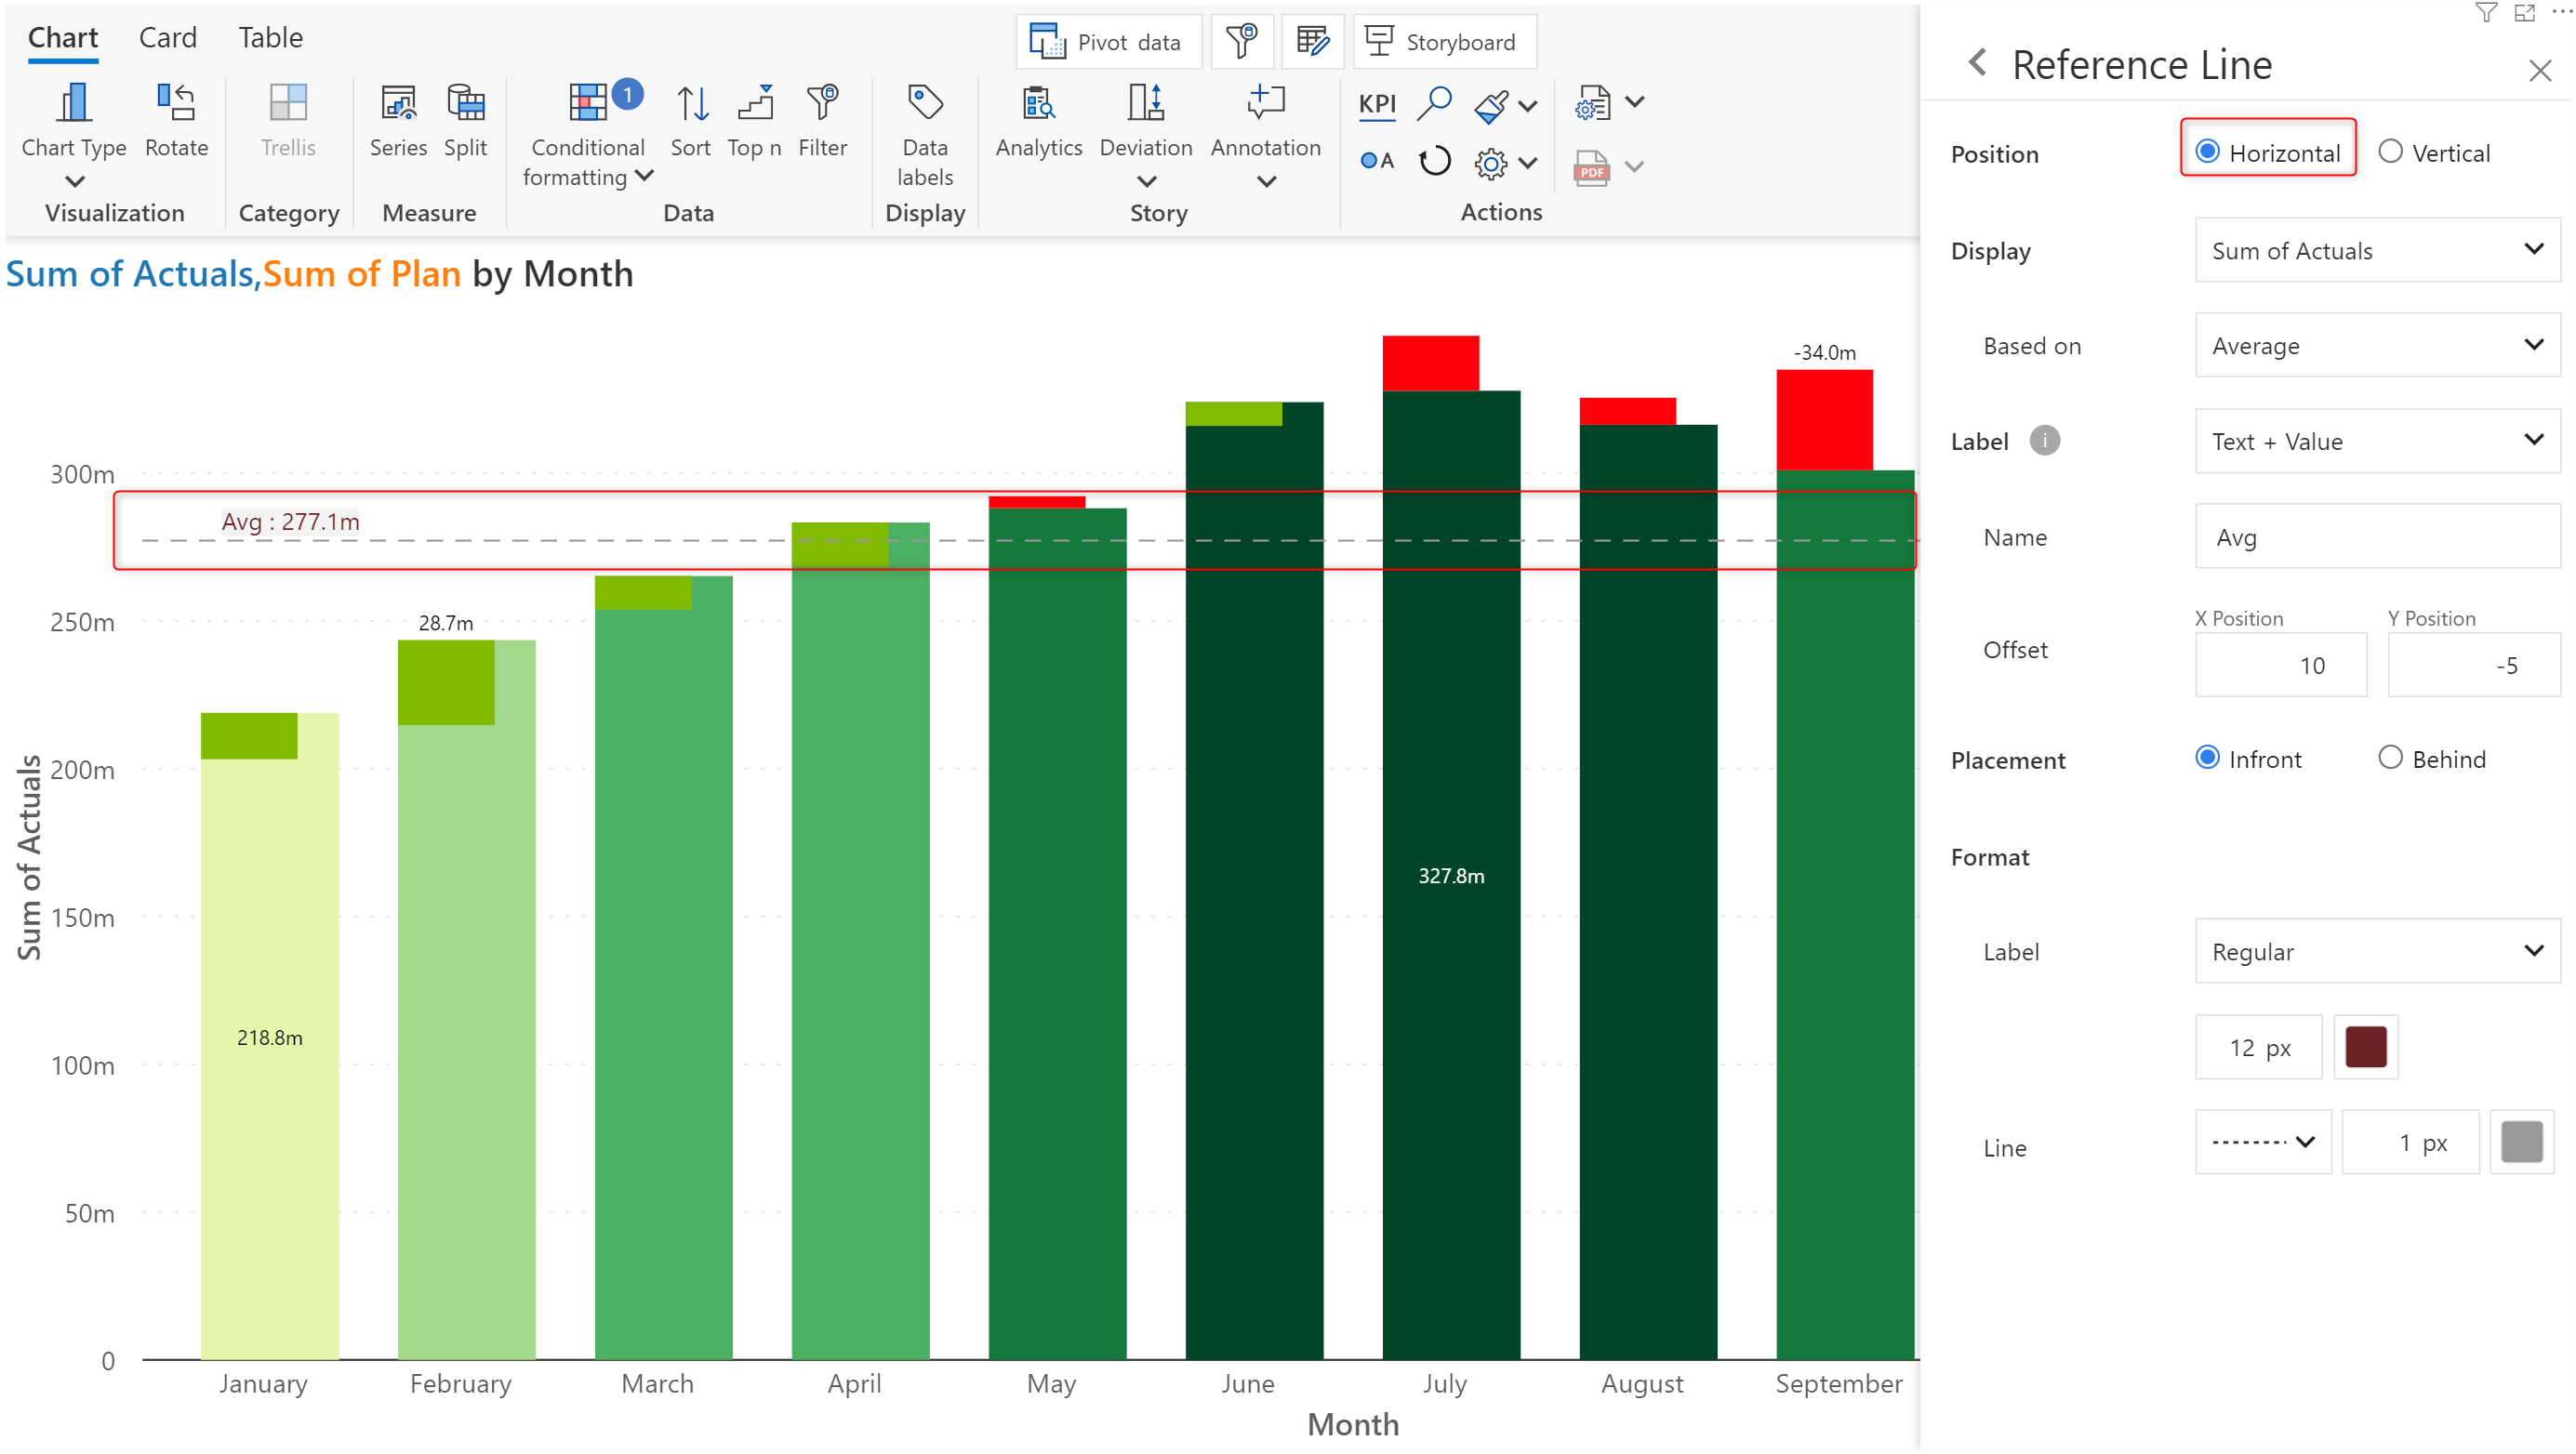 Chart Card Table
Pivot data Storyboard
Chart Type Rotate Trellis Series Split Conditional formatting 1 Sort Top n Filter Data labels Analytics Deviation Annotation KPI A PDF
Visualization Category Measure Data Display Story Actions
Sum of Actuals,Sum of Plan by Month
-34.0m
300m
Avg : 277.1m
250m
28.7m
200m
150m
327.8m
218.8m
100m
50m
0
Sum of Actuals
January February March April May June July August September
Month
Reference Line
Position Horizontal Vertical
Display Sum of Actuals
Based on Average
Label i Text + Value
Name Avg
X Position Y Position
Offset 10 -5
Placement Infront Behind
Format
Label Regular
12 px
Line 1 px